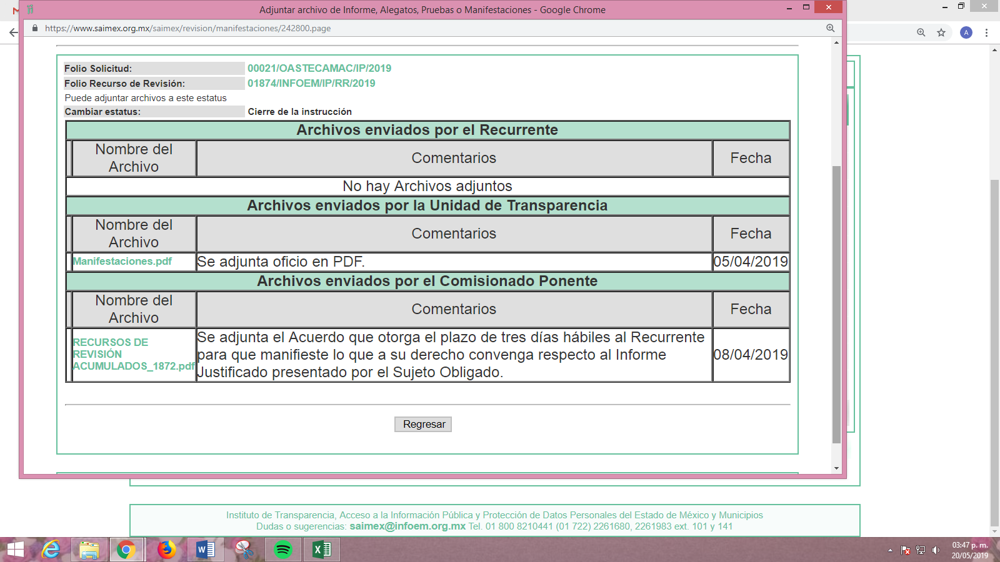 Adjuntar archivo de Informe, Alegatos, Pruebas o Manifestaciones - Google Chrome
https://www.saimex.org.mx/saimex/revision/manifestaciones/242800.page
A
Folio Solicitud: 00021/OASTECAMAC/IP/2019
Folio Recurso de Revisión: 01874/INFOEM/IP/RR/2019
Puede adjuntar archivos a este estatus
Cambiar estatus: Cierre de la instrucción
Archivos enviados por el Recurrente
Nombre del
Archivo
Comentarios
Fecha
No hay Archivos adjuntos
Archivos enviados por la Unidad de Transparencia
Nombre del
Archivo
Comentarios
Fecha
Manifestaciones.pdf
Se adjunta oficio en PDF.
05/04/2019
Archivos enviados por el Comisionado Ponente
Nombre del
Archivo
Comentarios
Fecha
RECURSOS DE
REVISIÓN
ACUMULADOS_1872.pdf
Se adjunta el Acuerdo que otorga el plazo de tres días hábiles al Recurrente
para que manifieste lo que a su derecho convenga respecto al Informe
Justificado presentado por el Sujeto Obligado.
08/04/2019
Regresar
Instituto de Transparencia, Acceso a la Información Pública y Protección de Datos Personales del Estado de México y Municipios
Dudas o sugerencias: saimex@infoem.org.mx Tel. 01 800 8210441 (01 722) 2261680, 2261983 ext. 101 y 141
03:47 p. m.
20/05/2019